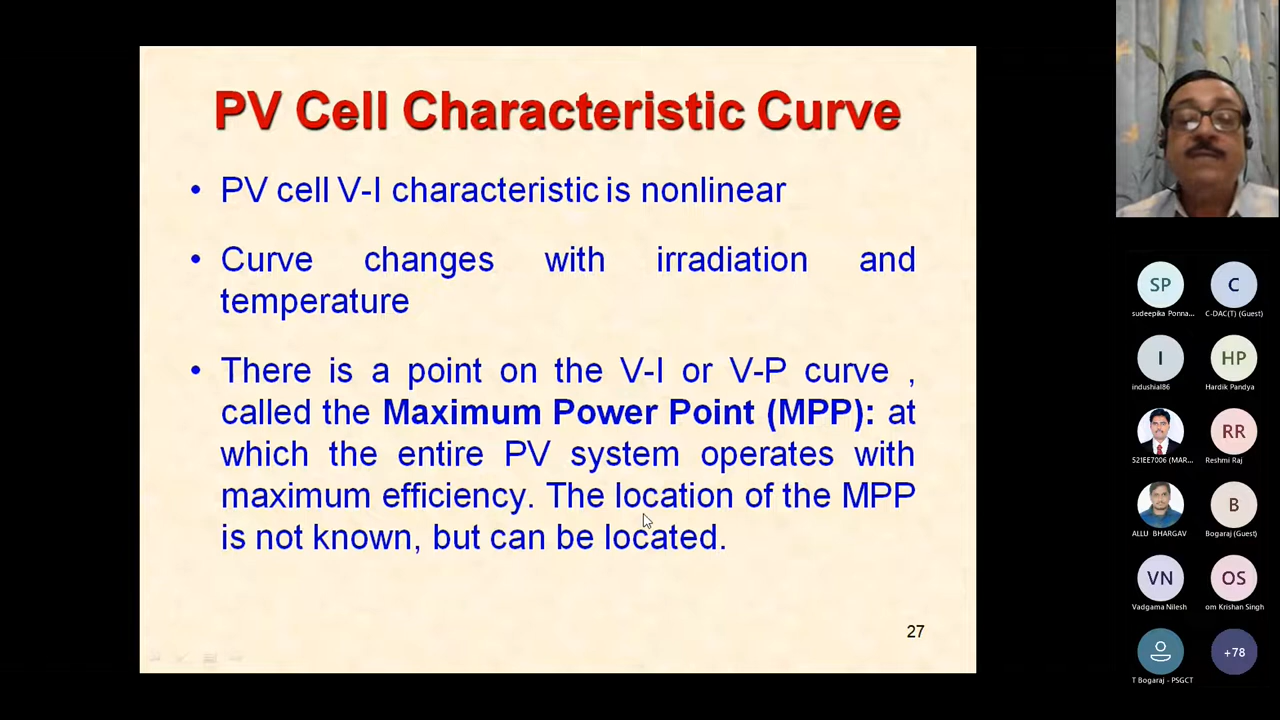 PV Cell Characteristic Curve
• PV cell V-I characteristic is nonlinear
• Curve changes with irradiation and
temperature
• There is a point on the V-I or V-P curve ,
called the Maximum Power Point (MPP): at
which the entire PV system operates with
maximum efficiency. The location of the MPP
is not known, but can be located.
27
SP
C
sudeepika Ponna...
C-DAC(T) (Guest)
I
HP
indushial86
Hardik Pandya
RR
521EE7006 (MAR...
Reshmi Raj
B
ALLU BHARGAV
Bogaraj (Guest)
VN
OS
Vadgama Nilesh
om Krishan Singh
+78
T Bogaraj - PSGCT